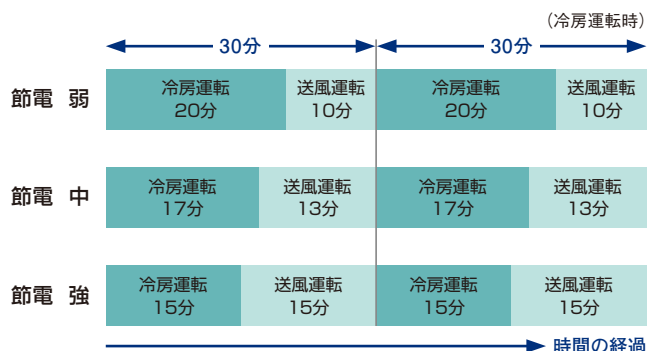 (冷房運転時)
30分 30分
節電 弱
冷房運転 送風運転 冷房運転 送風運転
20分 10分 20分 10分
節電 中
冷房運転 送風運転 冷房運転 送風運転
17分 13分 17分 13分
節電 強
冷房運転 送風運転 冷房運転 送風運転
15分 15分 15分 15分
時間の経過